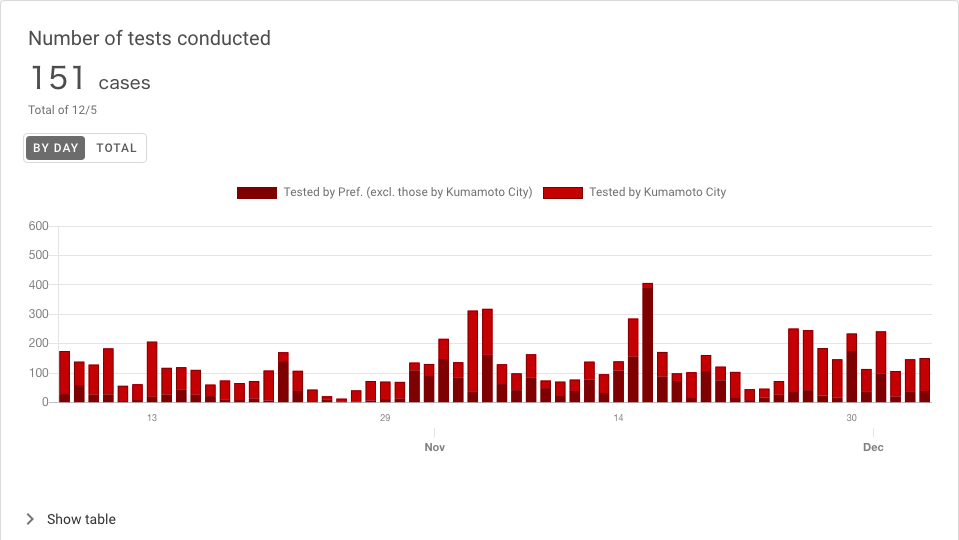 Number of tests conducted
151 cases
Total of 12/5
BY DAY TOTAL
Tested by Pref. (excl. those by Kumamoto City) Tested by Kumamoto City
600
500
400
300
200
100
0
13 29 14 30
Nov Dec
Show table